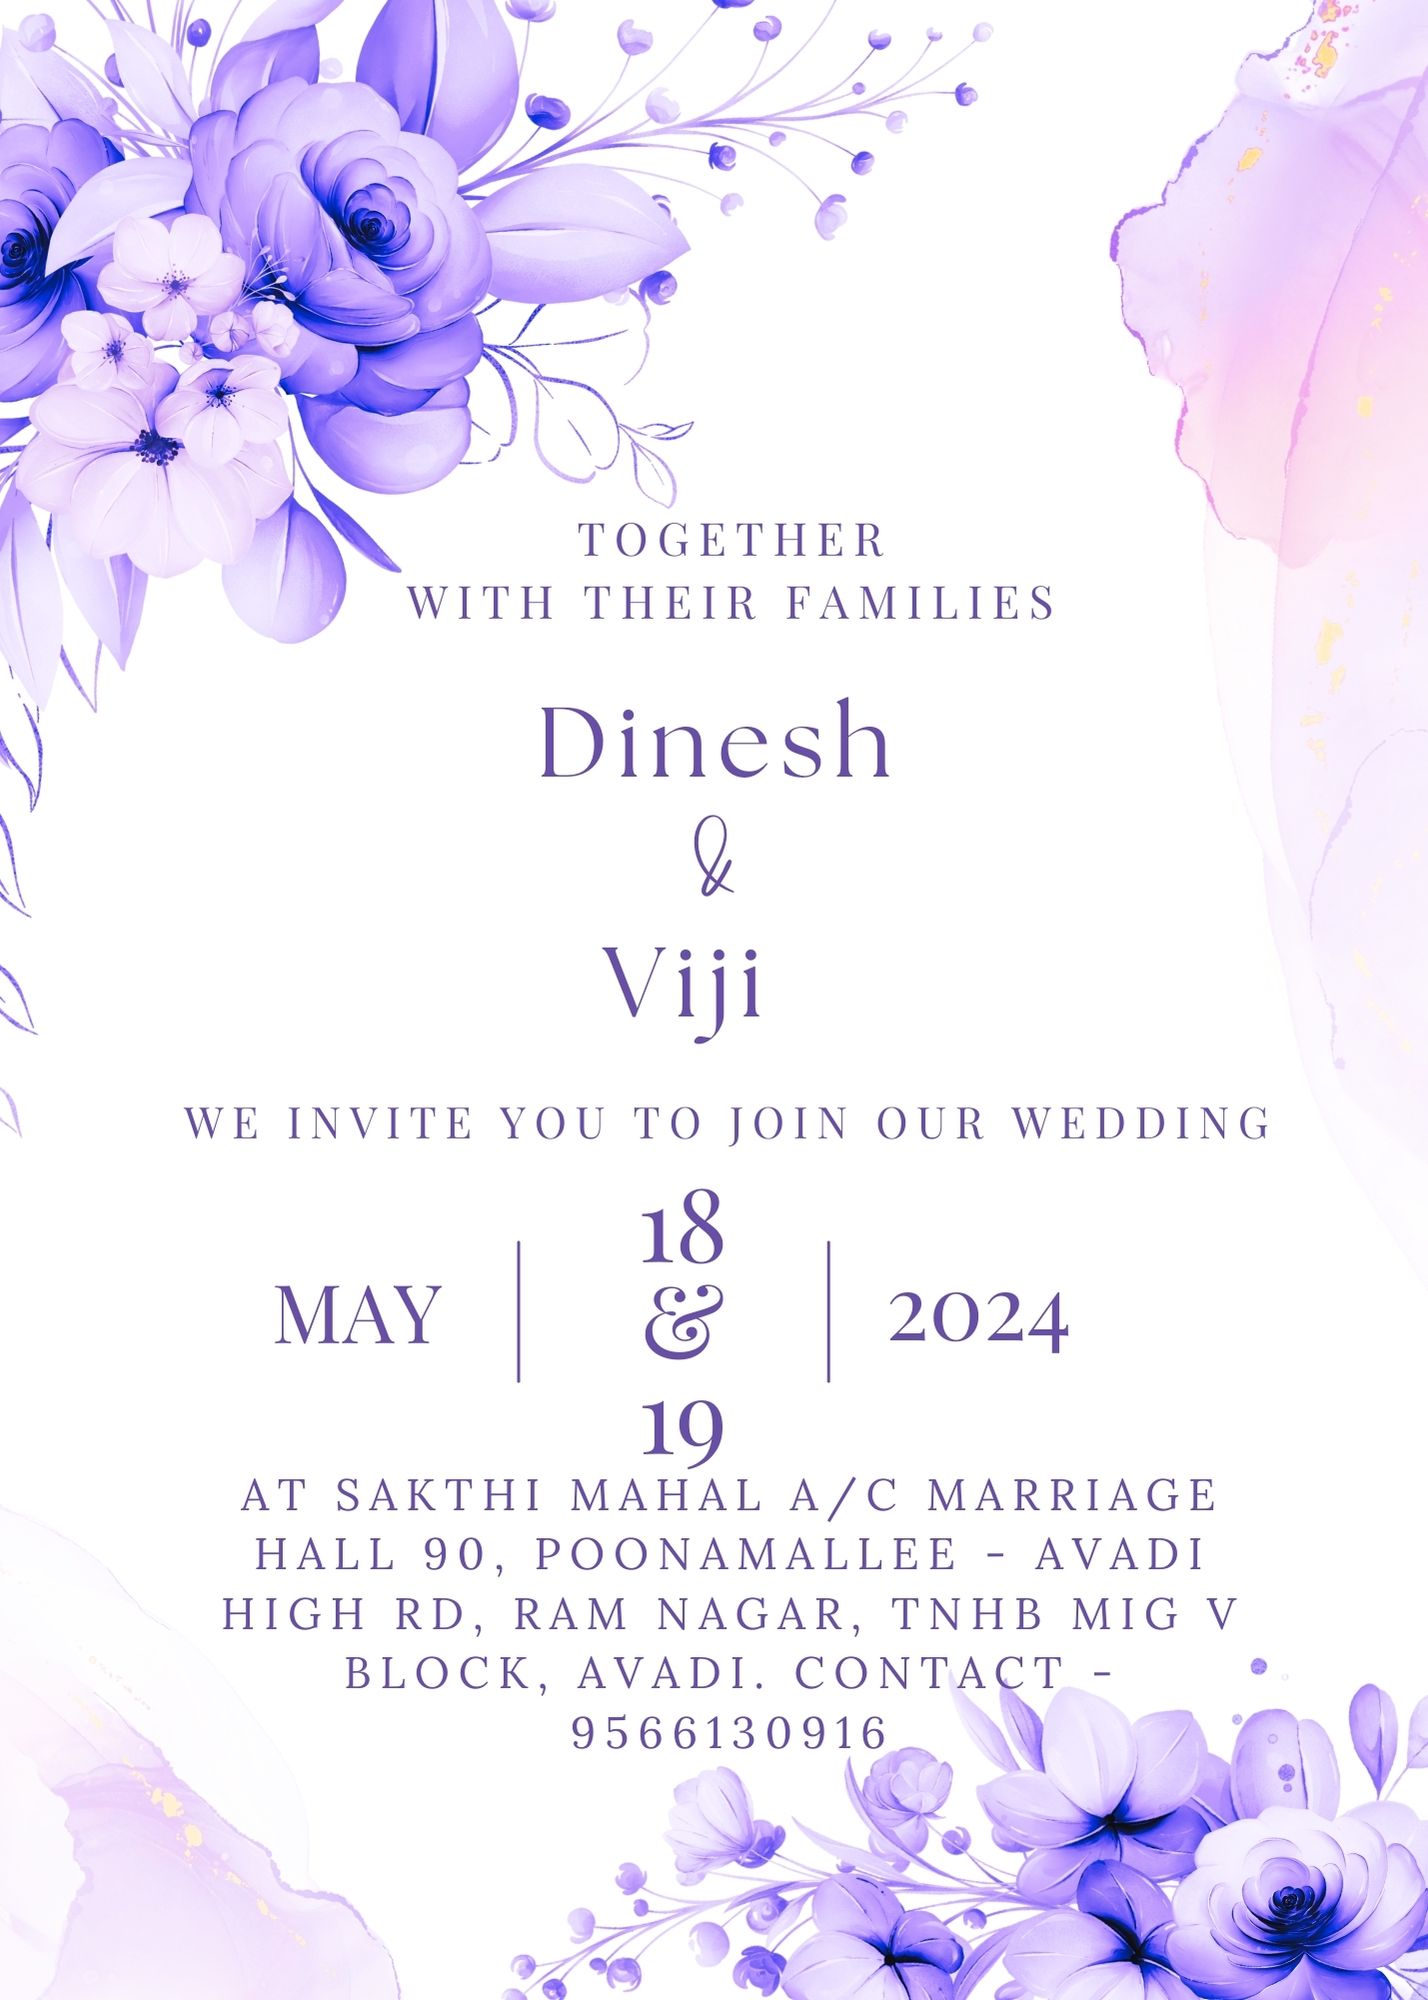 TOGETHER
WITH THEIR FAMILIES
Dinesh
&
Viji
WE INVITE YOU TO JOIN OUR WEDDING
MAY
18
&
19
2024
AT SAKTHI MAHAL A/C MARRIAGE
HALL 90, POONAMALLEE - AVADI
HIGH RD, RAM NAGAR, TNHB MIG V
BLOCK, AVADI. CONTACT -
9566130916